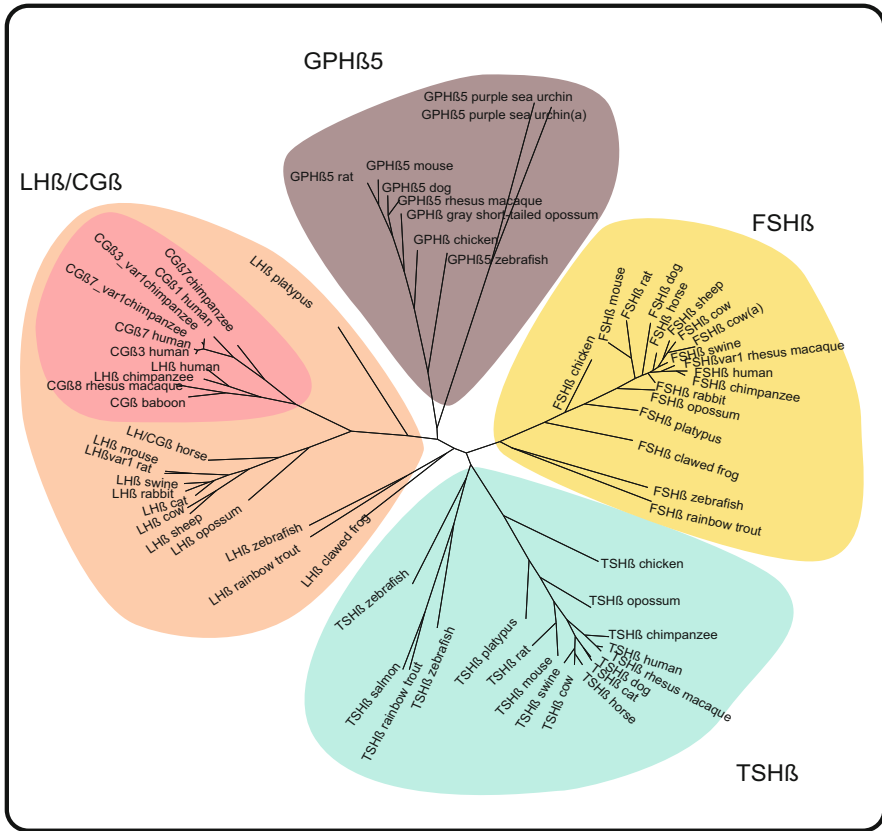 GPHß5
GPHß5 purple sea urchin
GPHß5 purple sea urchin(a)
GPHß5 mouse
GPHß5 rat
GPHß5 dog
GPHß5 rhesus macaque
GPHß gray short-tailed opossum
GPHß chicken
GPHß5 zebrafish
LHß/CGß
CGß7chimpanzee
CGß1 human
CGß3_var1chimpanzee
CGß7_var1chimpanzee
CGß7 human
CGß3 human
LHß human
LHß chimpanzee
CGß8 rhesus macaque
CGß baboon
LHß platypus
LH/CGß horse
LHß mouse
LHßvar1 rat
LHß swine
LHß rabbit
LHß cat
LHß cow
LHß sheep
LHß opossum
LHß zebrafish
LHß rainbow trout
LHß clawed frog
FSHß
FSHß chicken
FSHß mouse
FSHß rat
FSHß dog
FSHß horse
FSHß sheep
FSHß cow
FSHß cow(a)
FSHß swine
FSHßvar1 rhesus macaque
FSHß human
FSHß chimpanzee
FSHß rabbit
FSHß opossum
FSHß platypus
FSHß clawed frog
FSHß zebrafish
FSHß rainbow trout
TSHß chicken
TSHß opossum
TSHß chimpanzee
TSHß human
TSHß rhesus macaque
TSHß dog
TSHß cat
TSHß horse
TSHß cow
TSHß swine
TSHß mouse
TSHß rat
TSHß platypus
TSHß zebrafish
TSHß rainbow trout
TSHß salmon
TSHß zebrafish
TSHß